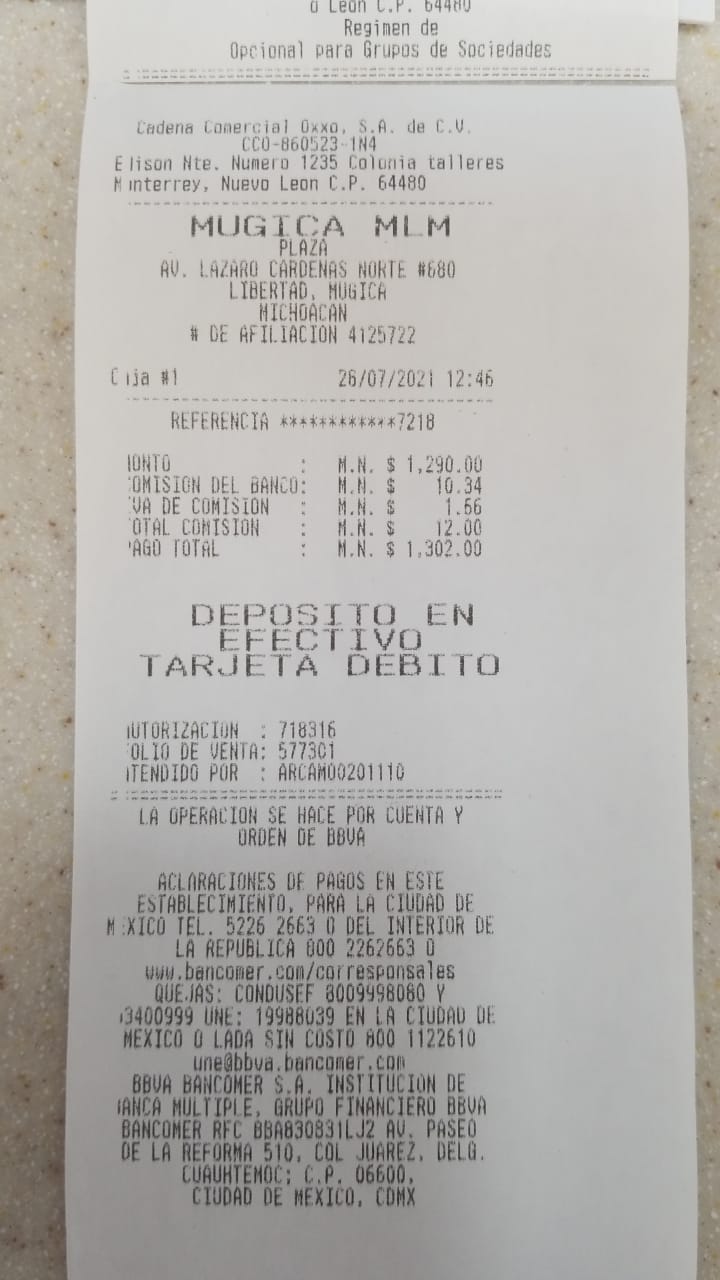 o Leon C.P. 64480
Regimen de
Opcional para Grupos de Sociedades
Cadena Comercial Oxxo, S.A. de C.V.
CCO-860523-1N4
Edison Nte. Numero 1235 Colonia talleres
Monterrey, Nuevo Leon C.P. 64480
MUGICA MLM
PLAZA
AV. LAZARO CARDENAS NORTE #680
LIBERTAD, MUGICA
MICHOACAN
# DE AFILIACION 4125722
Caja #1 26/07/2021 12:46
REFERENCIA ************7218
MONTO : M.N. $ 1,290.00
COMISION DEL BANCO: M.N. $ 10.34
IVA DE COMISION : M.N. $ 1.66
TOTAL COMISION : M.N. $ 12.00
PAGO TOTAL : M.N. $ 1,302.00
DEPOSITO EN
EFECTIVO
TARJETA DEBITO
AUTORIZACION : 718316
FOLIO DE VENTA: 577301
ATENDIDO POR : ARCAM00201110
LA OPERACION SE HACE POR CUENTA Y
ORDEN DE BBVA
ACLARACIONES DE PAGOS EN ESTE
ESTABLECIMIENTO, PARA LA CIUDAD DE
MEXICO TEL. 5226 2663 O DEL INTERIOR DE
LA REPUBLICA 800 2262663 O
www.bancomer.com/corresponsales
QUEJAS: CONDUSEF 8009998080 Y
53400999 UNE: 19988039 EN LA CIUDAD DE
MEXICO O LADA SIN COSTO 800 1122610
une@bbva.bancomer.com
BBVA BANCOMER S.A. INSTITUCION DE
BANCA MULTIPLE, GRUPO FINANCIERO BBVA
BANCOMER RFC BBA830831LJ2 AV. PASEO
DE LA REFORMA 510, COL JUAREZ, DELG.
CUAUHTEMOC; C.P. 06600,
CIUDAD DE MEXICO, CDMX